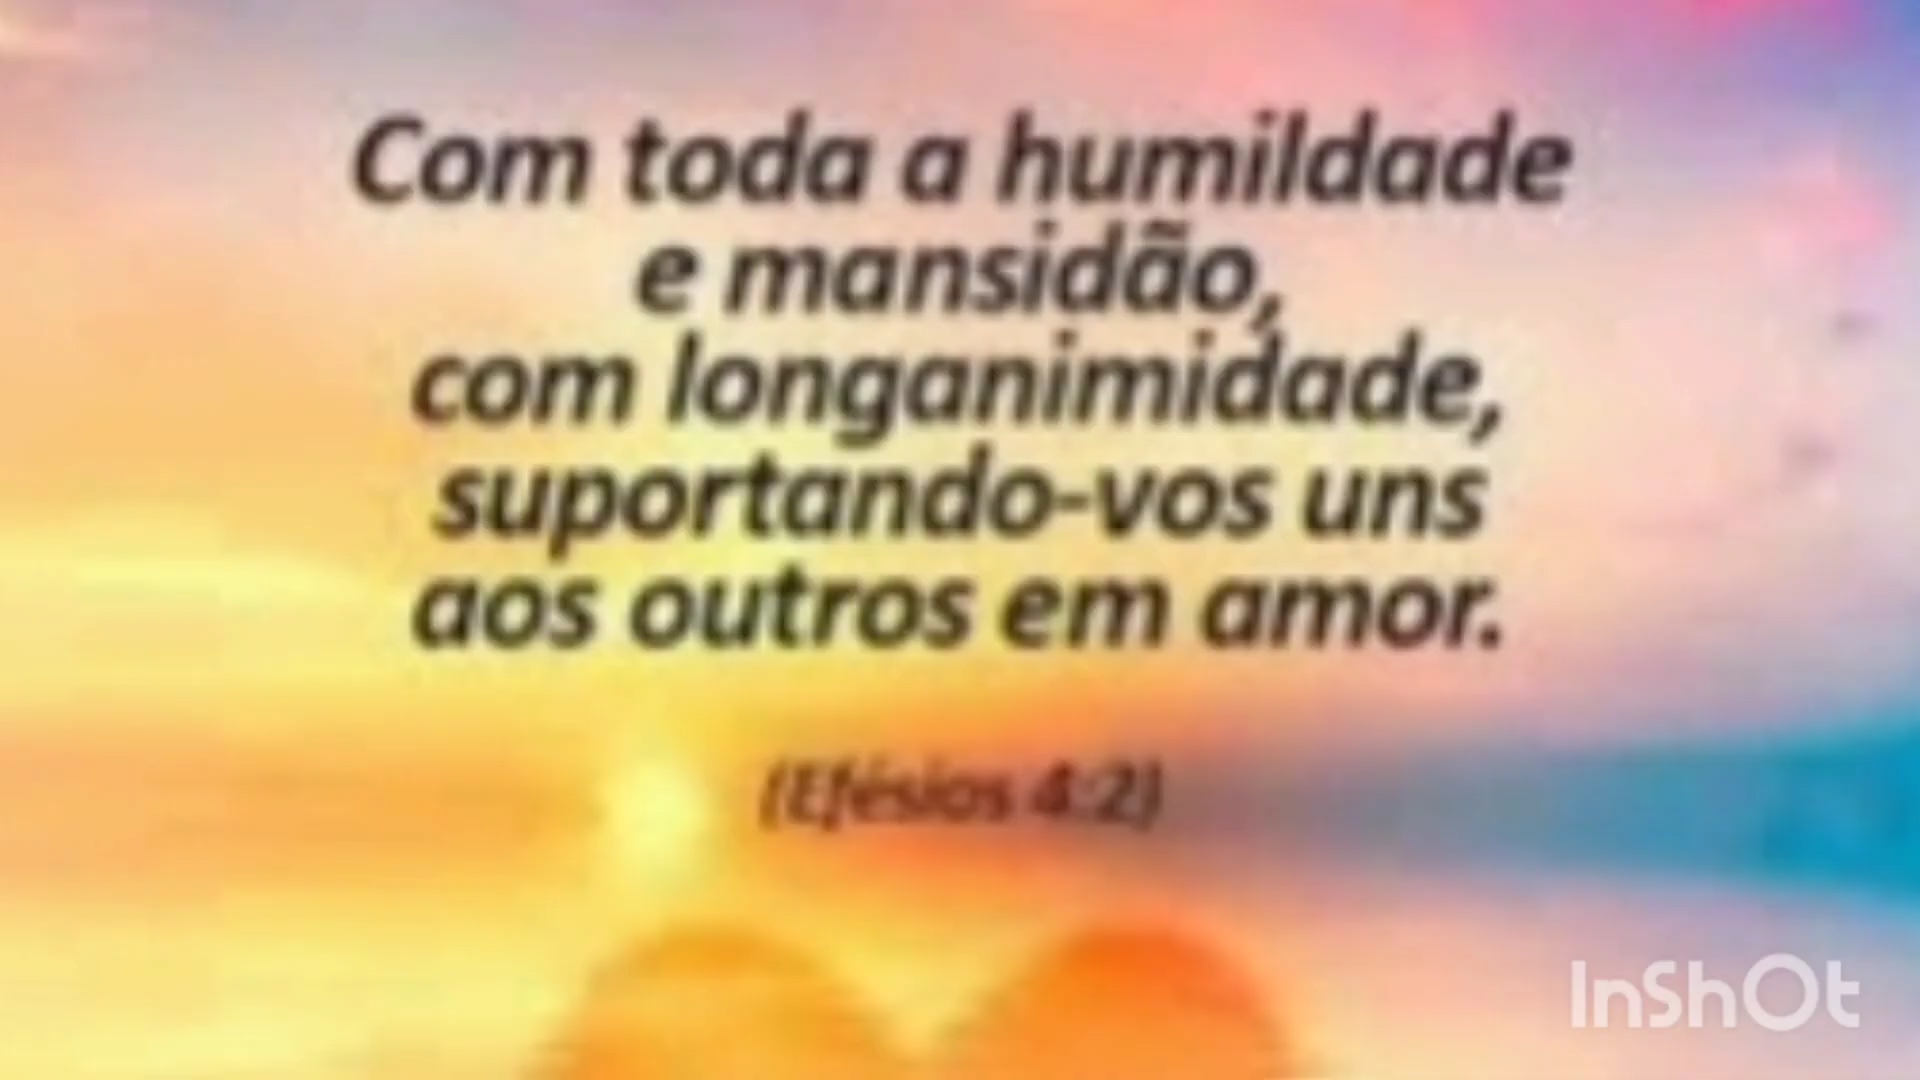 Com toda a humildade
e mansidão,
com longanimidade,
suportando-vos uns
aos outros em amor.
(Efésios 4:2)
InShOt